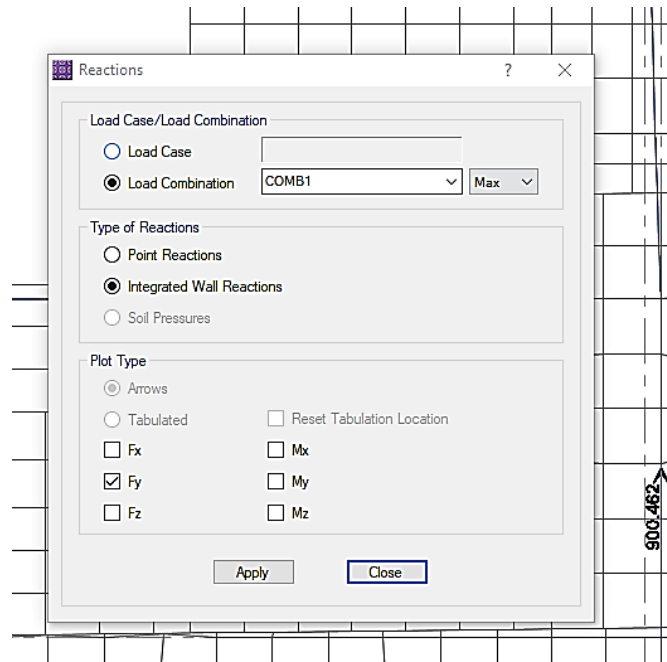 Reactions ?
Load Case/Load Combination
Load Case
Load Combination COMB1 Max
Type of Reactions
Point Reactions
Integrated Wall Reactions
Soil Pressures
Plot Type
Arrows
Tabulated Reset Tabulation Location
Fx Mx
Fy My
Fz Mz
Apply Close
900.462